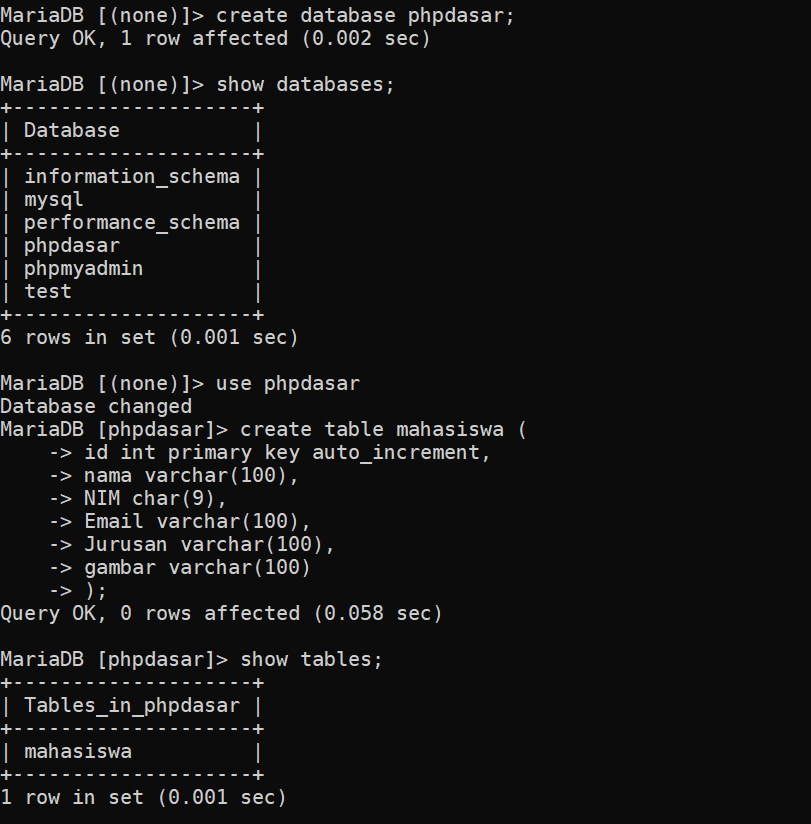 MariaDB [(none)]> create database phpdasar;
Query OK, 1 row affected (0.002 sec)

MariaDB [(none)]> show databases;
+--------------------+
| Database           |
+--------------------+
| information_schema |
| mysql              |
| performance_schema |
| phpdasar           |
| phpmyadmin         |
| test               |
+--------------------+
6 rows in set (0.001 sec)

MariaDB [(none)]> use phpdasar
Database changed
MariaDB [phpdasar]> create table mahasiswa (
    -> id int primary key auto_increment,
    -> nama varchar(100),
    -> NIM char(9),
    -> Email varchar(100),
    -> Jurusan varchar(100),
    -> gambar varchar(100)
    -> );
Query OK, 0 rows affected (0.058 sec)

MariaDB [phpdasar]> show tables;
+--------------------+
| Tables_in_phpdasar |
+--------------------+
| mahasiswa          |
+--------------------+
1 row in set (0.001 sec)